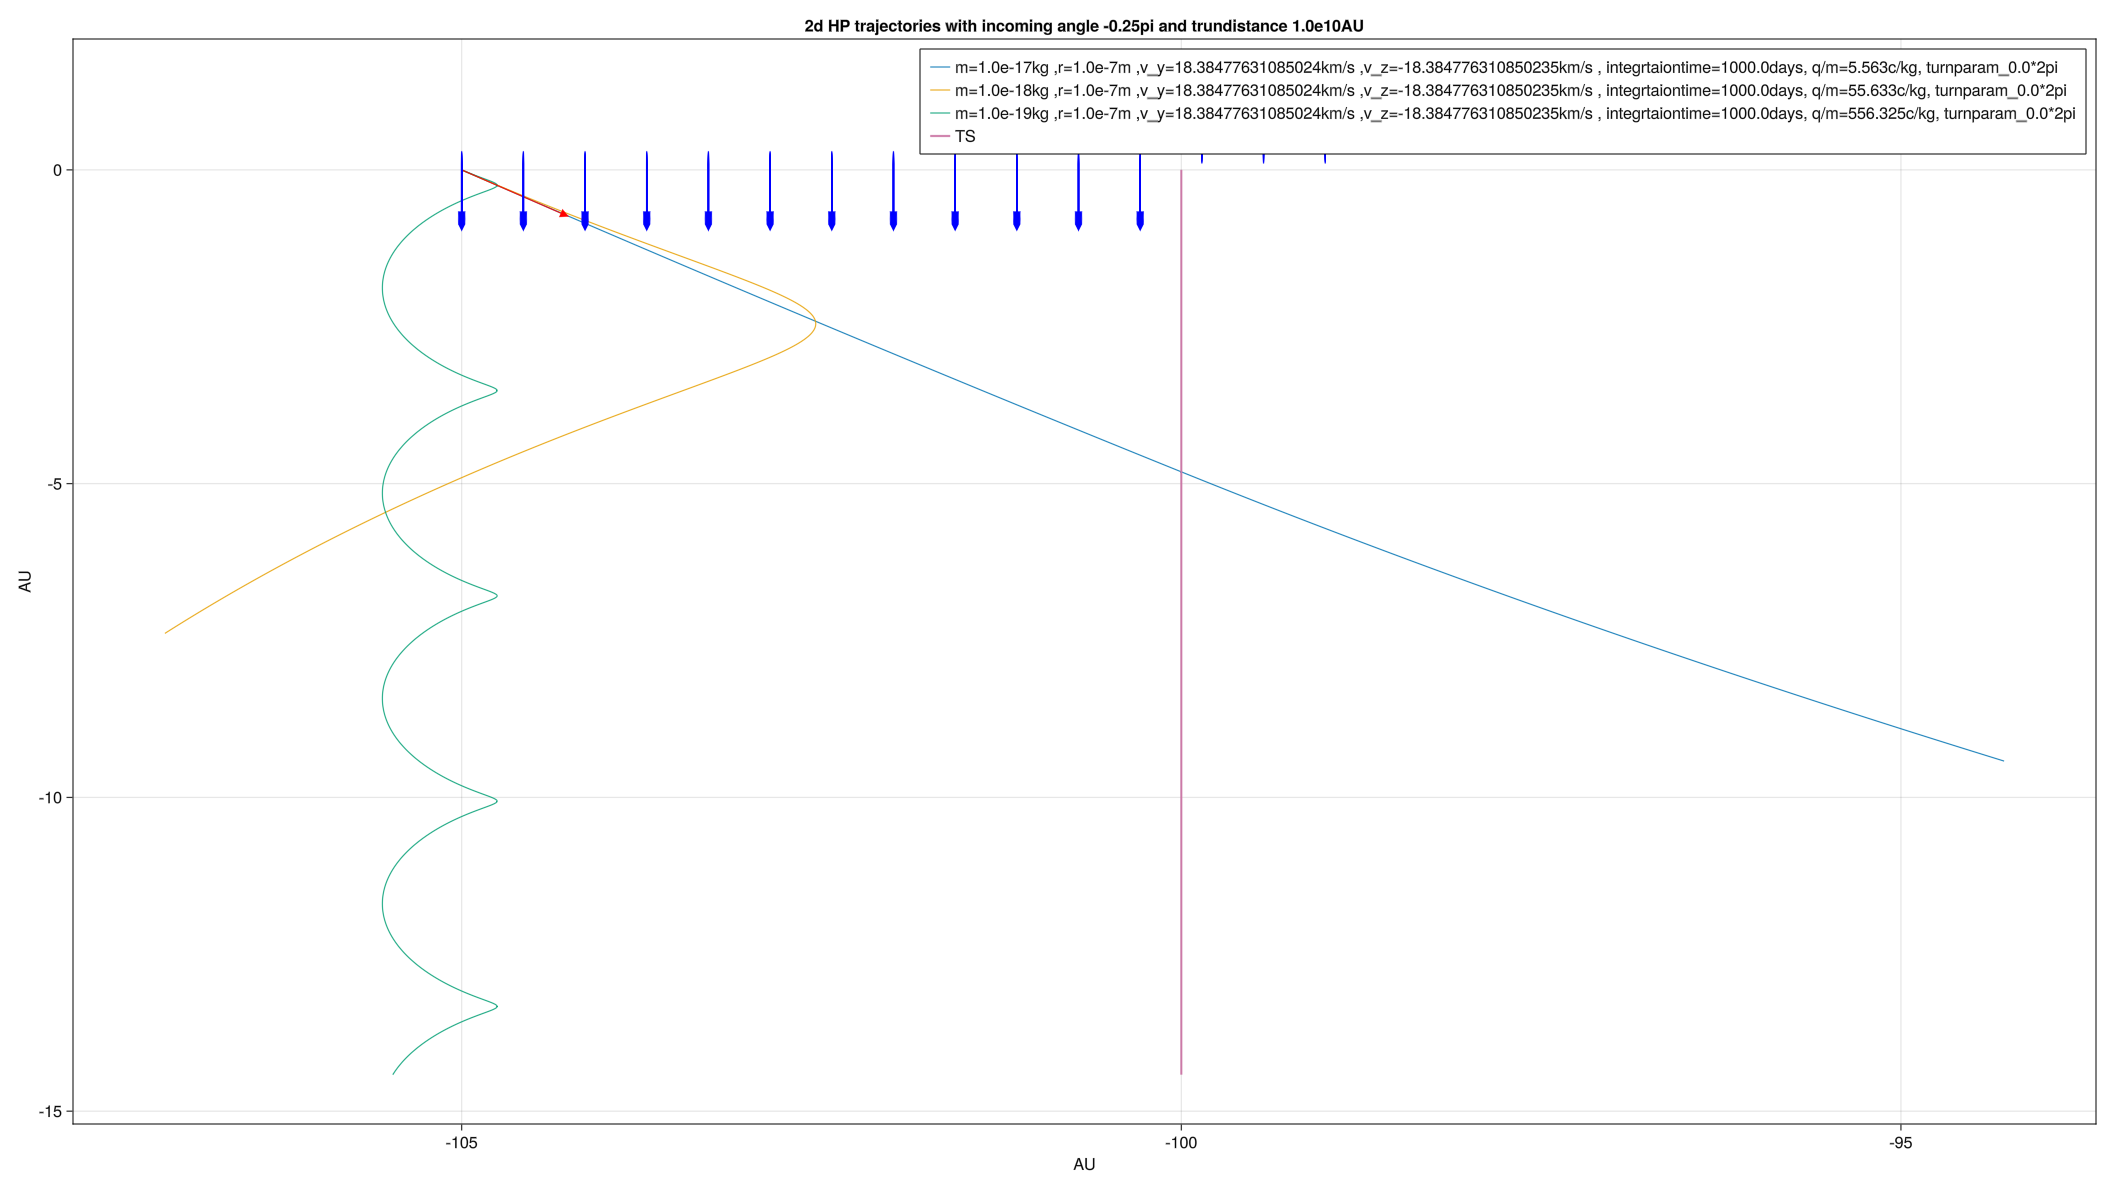 2d HP trajectories with incoming angle -0.25pi and trundistance 1.0e10AU
m=1.0e-17kg ,r=1.0e-7m ,v_y=18.38477631085024km/s ,v_z=-18.384776310850235km/s , integrtaiontime=1000.0days, q/m=5.563c/kg, turnparam_0.0*2pi
m=1.0e-18kg ,r=1.0e-7m ,v_y=18.38477631085024km/s ,v_z=-18.384776310850235km/s , integrtaiontime=1000.0days, q/m=55.633c/kg, turnparam_0.0*2pi
m=1.0e-19kg ,r=1.0e-7m ,v_y=18.38477631085024km/s ,v_z=-18.384776310850235km/s , integrtaiontime=1000.0days, q/m=556.325c/kg, turnparam_0.0*2pi
TS
0
-5
-10
-15
AU
-105
-100
-95
AU